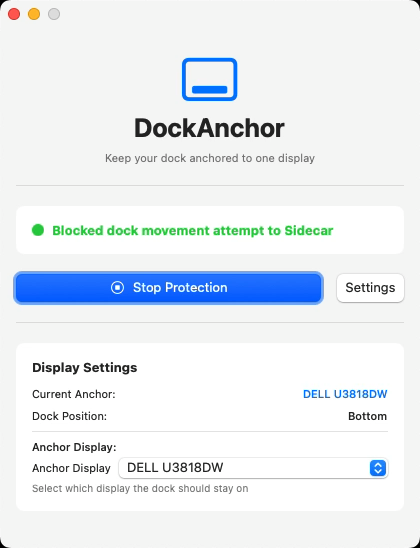 DockAnchor
Keep your dock anchored to one display
Blocked dock movement attempt to Sidecar
Stop Protection
Settings
Display Settings
Current Anchor: DELL U3818DW
Dock Position: Bottom
Anchor Display:
Anchor Display DELL U3818DW
Select which display the dock should stay on